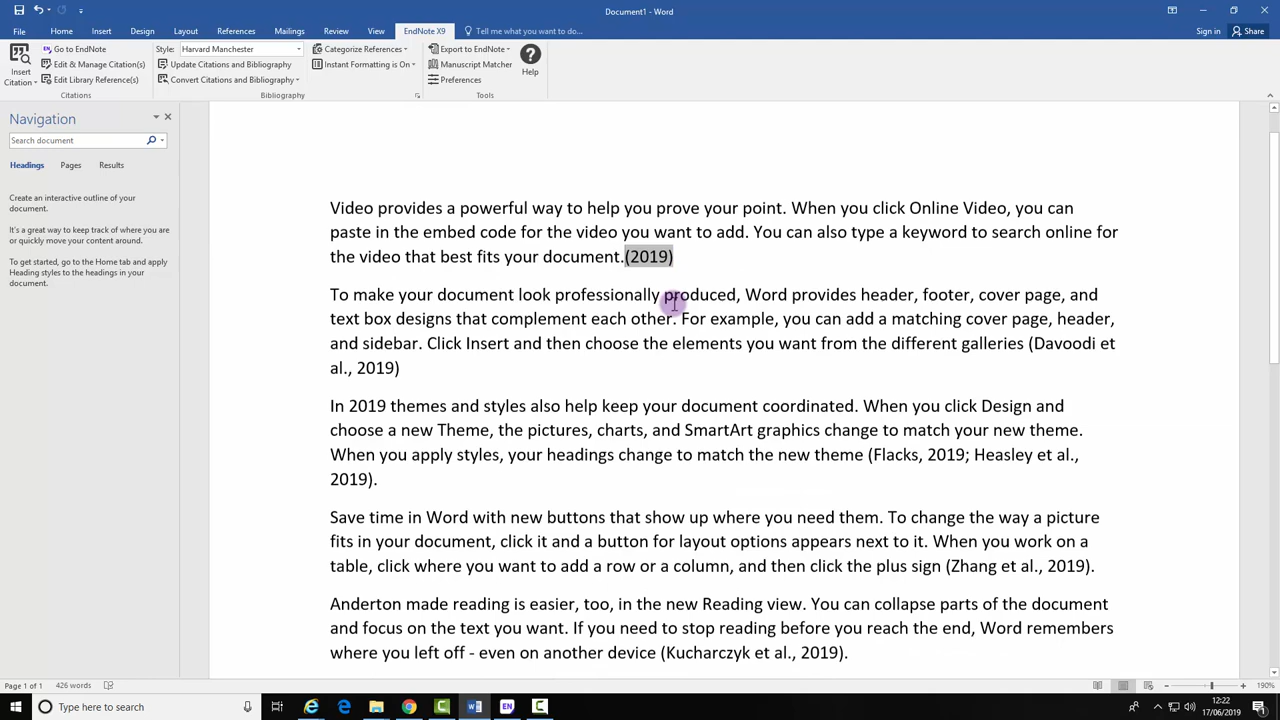 Document1 - Word
Sign in
Share
File
Home
Insert
Design
Layout
References
Mailings
Review
View
EndNote X9
Tell me what you want to do...
Insert
Citation
Go to EndNote
Edit & Manage Citation(s)
Edit Library Reference(s)
Citations
Style: Harvard Manchester
Update Citations and Bibliography
Convert Citations and Bibliography
Bibliography
Categorize References
Instant Formatting is On
Export to EndNote
Manuscript Matcher
Preferences
Tools
Help
Navigation
Search document
Headings
Pages
Results
Create an interactive outline of your
document.
It's a great way to keep track of where you are
or quickly move your content around.
To get started, go to the Home tab and apply
Heading styles to the headings in your
document.
Video provides a powerful way to help you prove your point. When you click Online Video, you can
paste in the embed code for the video you want to add. You can also type a keyword to search online for
the video that best fits your document.(2019)
To make your document look professionally produced, Word provides header, footer, cover page, and
text box designs that complement each other. For example, you can add a matching cover page, header,
and sidebar. Click Insert and then choose the elements you want from the different galleries (Davoodi et
al., 2019)
In 2019 themes and styles also help keep your document coordinated. When you click Design and
choose a new Theme, the pictures, charts, and SmartArt graphics change to match your new theme.
When you apply styles, your headings change to match the new theme (Flacks, 2019; Heasley et al.,
2019).
Save time in Word with new buttons that show up where you need them. To change the way a picture
fits in your document, click it and a button for layout options appears next to it. When you work on a
table, click where you want to add a row or a column, and then click the plus sign (Zhang et al., 2019).
Anderton made reading is easier, too, in the new Reading view. You can collapse parts of the document
and focus on the text you want. If you need to stop reading before you reach the end, Word remembers
where you left off - even on another device (Kucharczyk et al., 2019).
Page 1 of 1
426 words
190%
Type here to search
12:22
17/06/2019